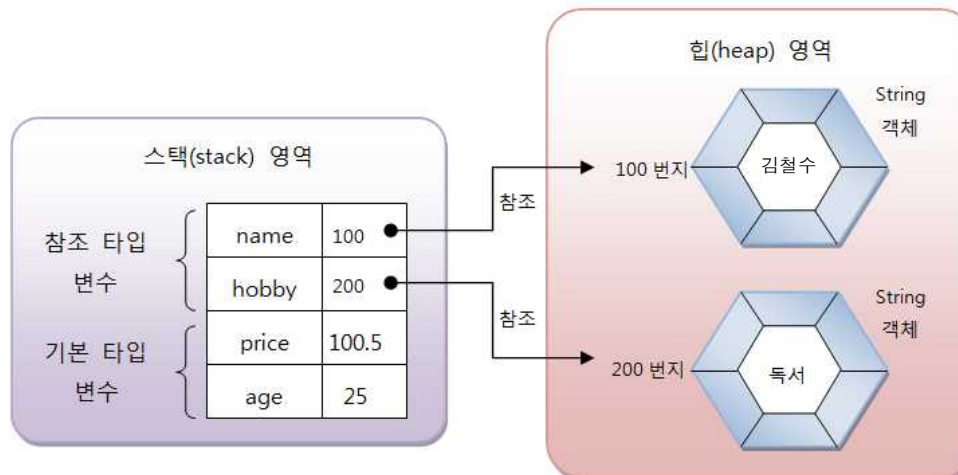 스택(stack) 영역
참조 타입
변수
기본 타입
변수
name 100
hobby 200
price 100.5
age 25
참조
참조
힙(heap) 영역
String
객체
100 번지
김철수
String
객체
200 번지
독서